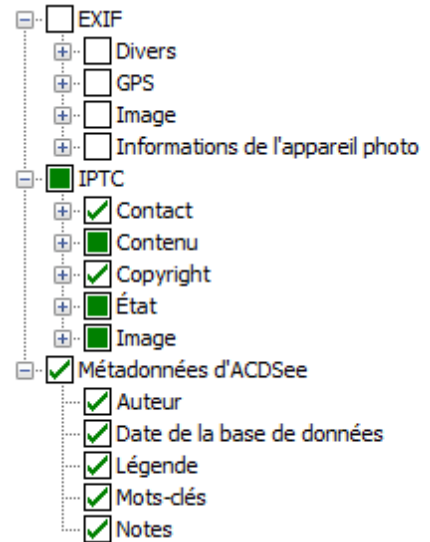 EXIF
Divers
GPS
Image
Informations de l'appareil photo
IPTC
Contact
Contenu
Copyright
État
Image
Métadonnées d'ACDSee
Auteur
Date de la base de données
Légende
Mots-clés
Notes